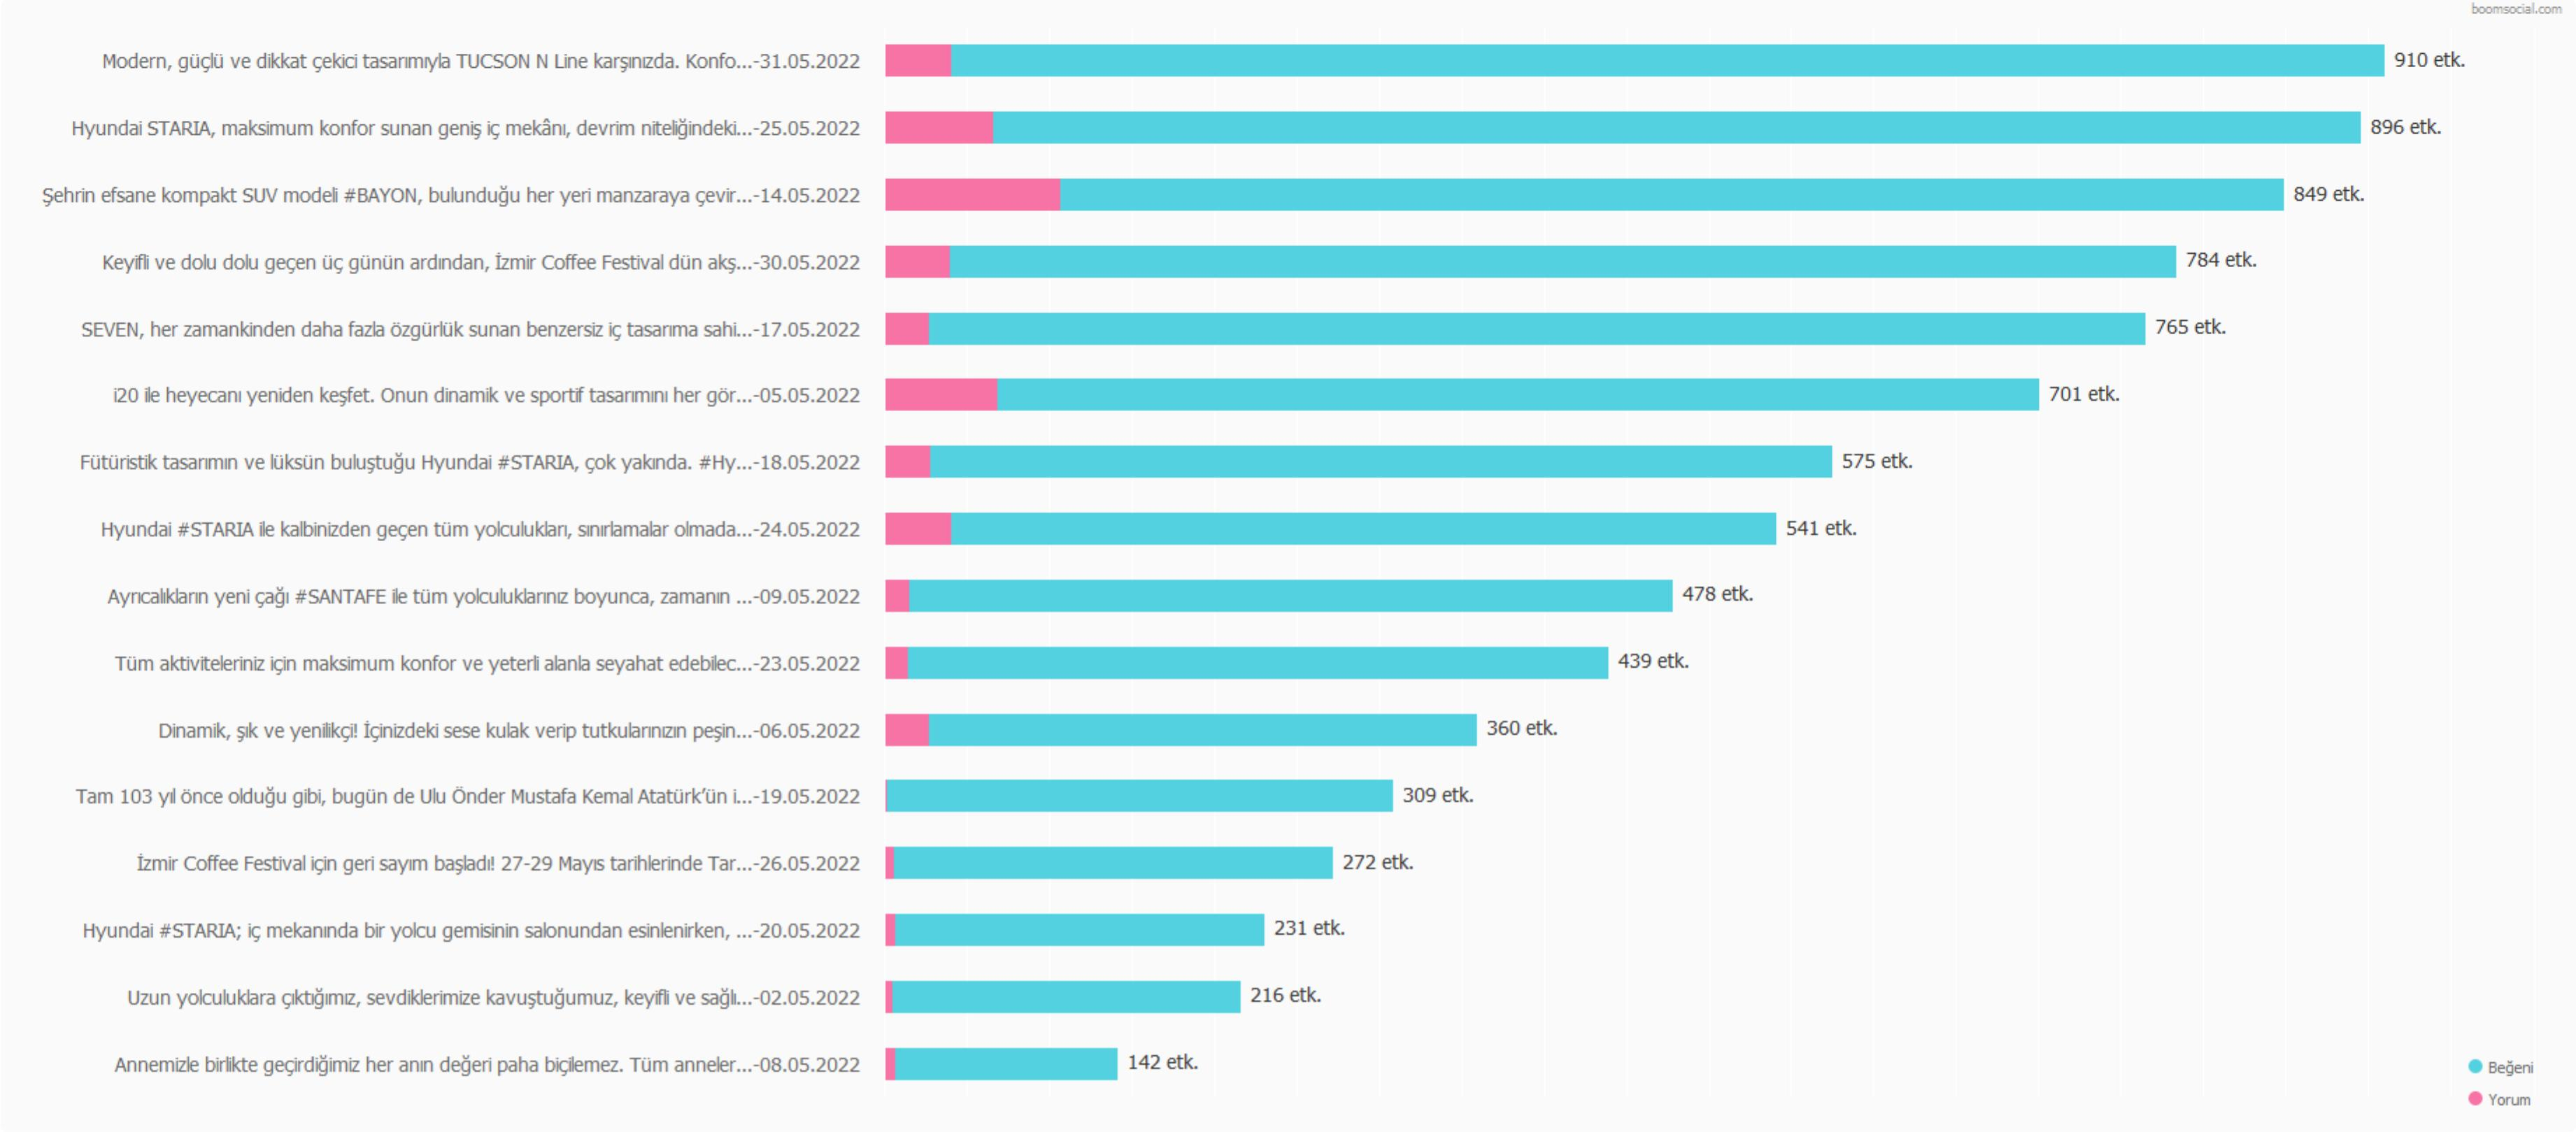 boomsocial.com
Modern, güçlü ve dikkat çekici tasarımıyla TUCSON N Line karşınızda. Konfo...-31.05.2022 910 etk.
Hyundai STARIA, maksimum konfor sunan geniş iç mekânı, devrim niteliğindeki...-25.05.2022 896 etk.
Şehrin efsane kompakt SUV modeli #BAYON, bulunduğu her yeri manzaraya çevir...-14.05.2022 849 etk.
Keyifli ve dolu dolu geçen üç günün ardından, İzmir Coffee Festival dün akş...-30.05.2022 784 etk.
SEVEN, her zamankinden daha fazla özgürlük sunan benzersiz iç tasarıma sahi...-17.05.2022 765 etk.
i20 ile heyecanı yeniden keşfet. Onun dinamik ve sportif tasarımını her gör...-05.05.2022 701 etk.
Fütüristik tasarımın ve lüksün buluştuğu Hyundai #STARIA, çok yakında. #Hy...-18.05.2022 575 etk.
Hyundai #STARIA ile kalbinizden geçen tüm yolculukları, sınırlamalar olmada...-24.05.2022 541 etk.
Ayrıcalıkların yeni çağı #SANTAFE ile tüm yolculuklarınız boyunca, zamanın ...-09.05.2022 478 etk.
Tüm aktiviteleriniz için maksimum konfor ve yeterli alanla seyahat edebilec...-23.05.2022 439 etk.
Dinamik, şık ve yenilikçi! İçinizdeki sese kulak verip tutkularınızın peşin...-06.05.2022 360 etk.
Tam 103 yıl önce olduğu gibi, bugün de Ulu Önder Mustafa Kemal Atatürk’ün i...-19.05.2022 309 etk.
İzmir Coffee Festival için geri sayım başladı! 27-29 Mayıs tarihlerinde Tar...-26.05.2022 272 etk.
Hyundai #STARIA; iç mekanında bir yolcu gemisinin salonundan esinlenirken, ...-20.05.2022 231 etk.
Uzun yolculuklara çıktığımız, sevdiklerimize kavuştuğumuz, keyifli ve sağlı...-02.05.2022 216 etk.
Annemizle birlikte geçirdiğimiz her anın değeri paha biçilemez. Tüm anneler...-08.05.2022 142 etk.
Beğeni
Yorum